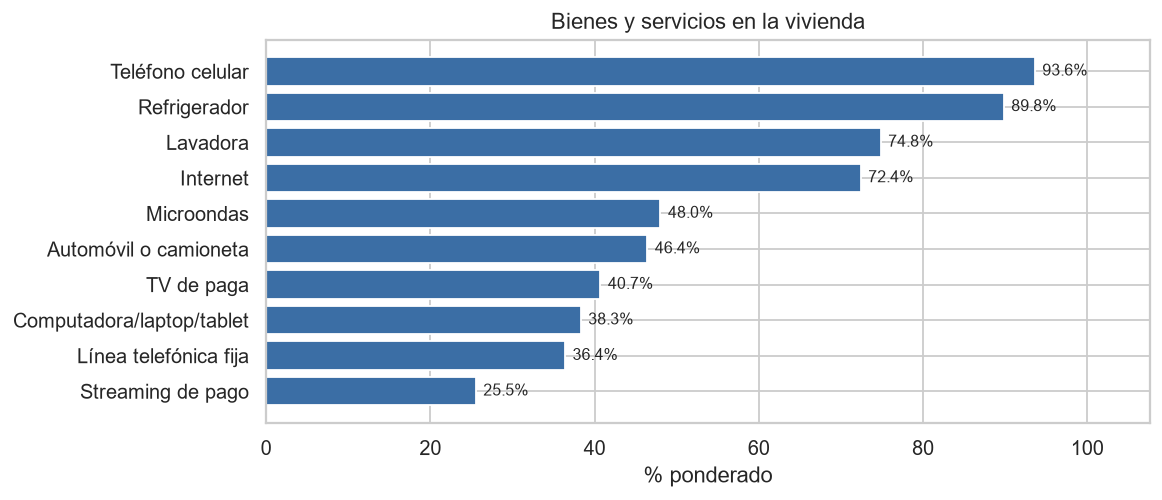 Bienes y servicios en la vivienda
Teléfono celular 93.6%
Refrigerador 89.8%
Lavadora 74.8%
Internet 72.4%
Microondas 48.0%
Automóvil o camioneta 46.4%
TV de paga 40.7%
Computadora/laptop/tablet 38.3%
Línea telefónica fija 36.4%
Streaming de pago 25.5%
0 20 40 60 80 100
% ponderado